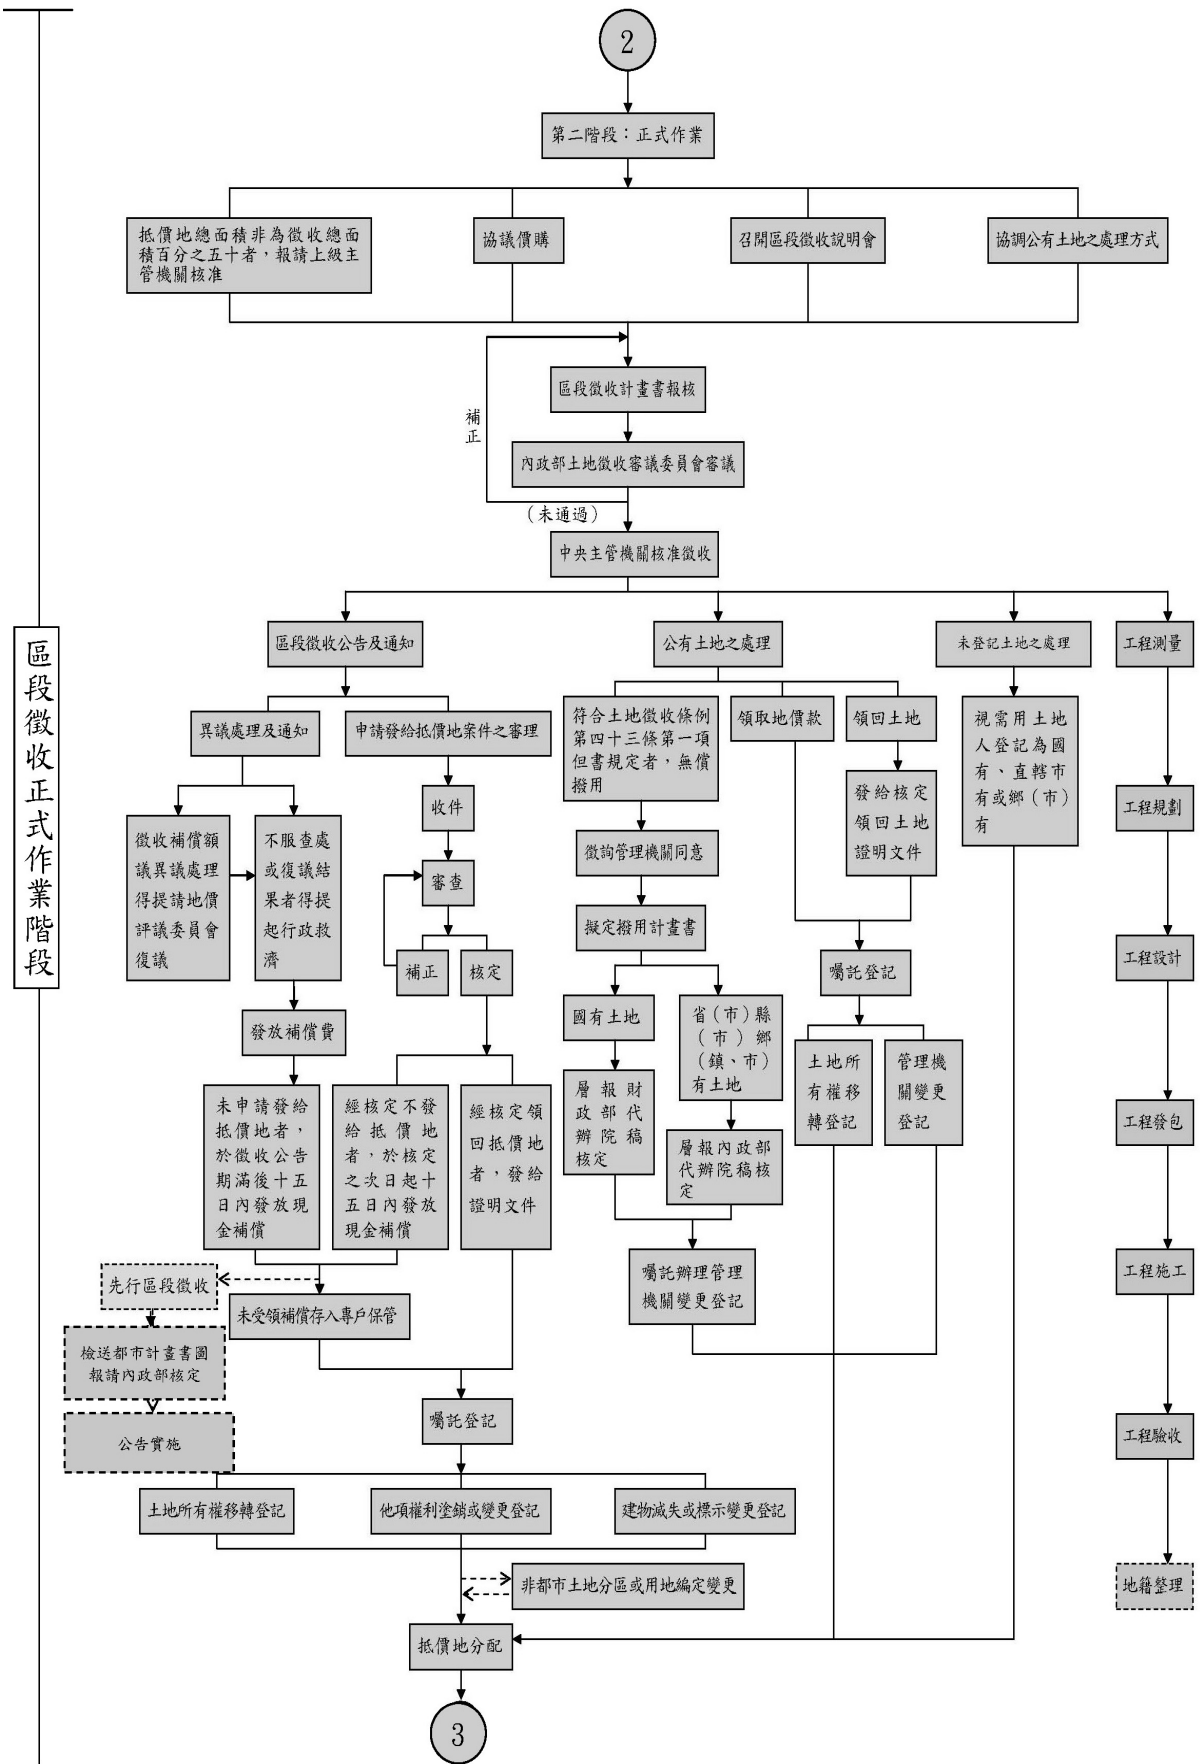 2
第二階段：正式作業
抵價地總面積非為徵收總面
積百分之五十者，報請上級主
管機關核准
協議價購
召開區段徵收說明會
協調公有土地之處理方式
區段徵收計畫書報核
補正
內政部土地徵收審議委員會審議
（未通過）
中央主管機關核准徵收
區段徵收正式作業階段
區段徵收公告及通知
公有土地之處理
未登記土地之處理
工程測量
異議處理及通知
申請發給抵價地案件之審理
符合土地徵收條例
第四十三條第一項
但書規定者，無償
撥用
領取地價款
領回土地
視需用土地
人登記為國
有、直轄市
有或鄉（市）
有
收件
發給核定
領回土地
證明文件
工程規劃
徵收補償額
議異議處理
得提請地價
評議委員會
復議
不服查處
或復議結
果者得提
起行政救
濟
審查
徵詢管理機關同意
擬定撥用計畫書
補正
核定
囑託登記
工程設計
發放補償費
國有土地
省（市）縣
（市）鄉
（鎮、市）
有土地
土地所
有權移
轉登記
管理機
關變更
登記
未申請發給
抵價地者，
於徵收公告
期滿後十五
日內發放現
金補償
經核定不發
給抵價地
者，於核定
之次日起十
五日內發放
現金補償
經核定領
回抵價地
者，發給
證明文件
層報財
政部代
辦院稿
核定
層報內政部
代辦院稿核
定
工程發包
先行區段徵收
未受領補償存入專戶保管
囑託辦理管理
機關變更登記
工程施工
檢送都市計畫書圖
報請內政部核定
公告實施
囑託登記
工程驗收
土地所有權移轉登記
他項權利塗銷或變更登記
建物滅失或標示變更登記
非都市土地分區或用地編定變更
地籍整理
抵價地分配
3